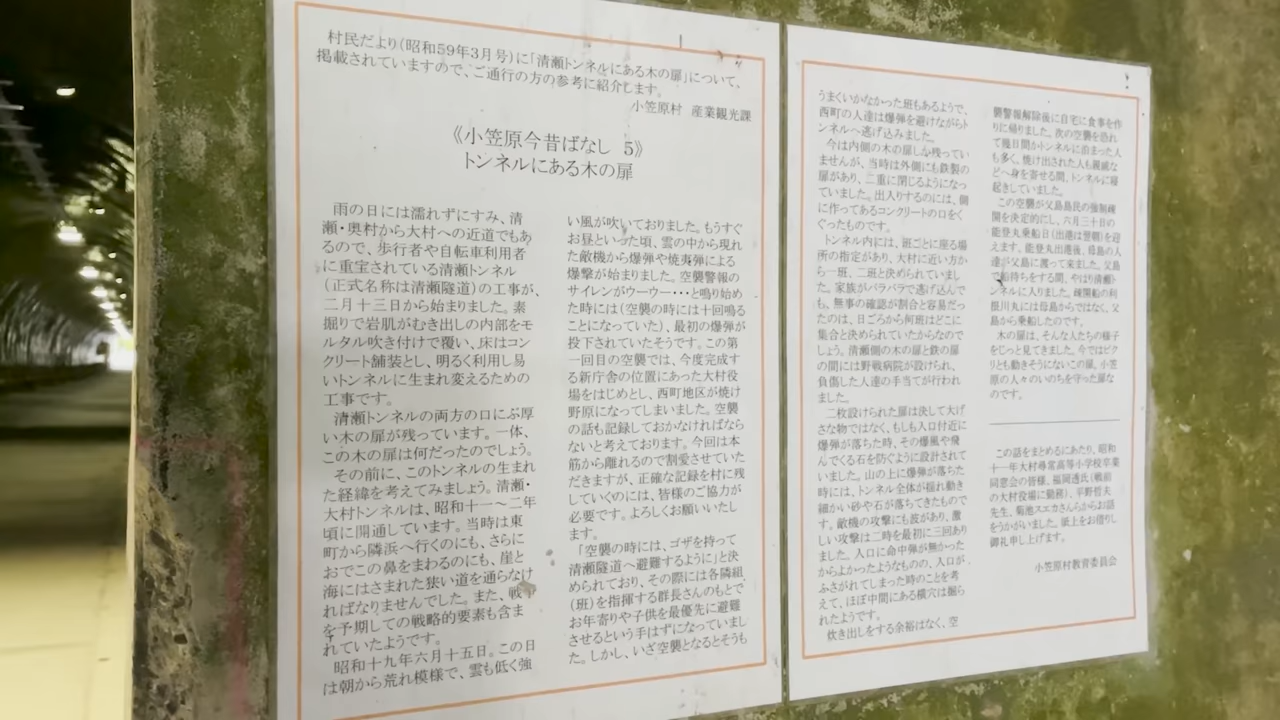 村民だより(昭和59年3月号)に「清瀬トンネルにある木の扉」について、
掲載されていますので、ご通行の方の参考に紹介します。
小笠原村 産業観光課
《小笠原今昔ばなし 5》
トンネルにある木の扉
雨の日には濡れずにすみ、清
瀬・奥村から大村への近道でもあ
るので、歩行者や自転車利用者
に重宝されている清瀬トンネル
(正式名称は清瀬隧道)の工事が、
二月十三日から始まりました。素
掘りで岩肌がむき出しの内部をモ
ルタル吹き付けで覆い、床はコン
クリート舗装とし、明るく利用し易
いトンネルに生まれ変えるための
工事です。
清瀬トンネルの両方の口にぶ厚
い木の扉が残っています。一体、
この木の扉は何だったのでしょう。
その前に、このトンネルの生まれ
た経緯を考えてみましょう。清瀬・
大村トンネルは、昭和十一〜二年
頃に開通しています。当時は東
町から隣浜へ行くのにも、さらに
おでこの鼻をまわるのにも、崖と
海にはさまれた狭い道を通らなけ
ればなりませんでした。また、戦争
を予期しての戦略的要素も含ま
れていたようです。
昭和十九年六月十五日。この日
は朝から荒れ模様で、雲も低く強
い風が吹いておりました。もうすぐ
お昼といった頃、雲の中から現れ
た敵機から爆弾や焼夷弾による
爆撃が始まりました。空襲警報の
サイレンがウーウー・・・と鳴り始め
た時には(空襲の時には十回鳴る
ことになっていた)、最初の爆弾が
投下されていたそうです。この第
一回目の空襲では、今度完成す
る新庁舎の位置にあった大村役
場をはじめとし、西町地区が焼け
野原になってしまいました。空襲
の話も記録しておかなければなら
ないと考えております。今回は本
筋から離れるので割愛させていた
だきますが、正確な記録を村に残
していくのには、皆様のご協力が
必要です。よろしくお願いいたし
ます。
「空襲の時には、ゴザを持って
清瀬隧道へ避難するように」と決
められており、その際には各隣組
(班)を指揮する群長さんのもとで
お年寄りや子供を最優先に避難
させるという手はずになっていまし
た。しかし、いざ空襲となるとそうも
うまくいかなかった班もあるようで、
西町の人達は爆弾を避けながらト
ンネルへ逃げ込みました。
今は内側の木の扉しか残ってい
ませんが、当時は外側にも鉄製の
扉があり、二重に閉じるようになっ
ていました。出入りするのには、側
に作ってあるコンクリートの口をく
ぐったものです。
トンネル内には、班ごとに座る場
所の指定があり、大村に近い方か
ら一班、二班と決められていまし
た。家族がバラバラで逃げ込んで
も、無事の確認が割合と容易だっ
たのは、日ごろから何班はどこに
集合と決められていたからなので
しょう。清瀬側の木の扉と鉄の扉
の間には野戦病院が設けられ、
負傷した人達の手当てが行われ
ました。
二枚設けられた扉は決して大げ
さな物ではなく、もしも入口付近に
爆弾が落ちた時、その爆風や飛
んでくる石を防ぐように設計されて
いました。山の上に爆弾が落ちた
時には、トンネル全体が揺れ動き
細かい砂や石が落ちてきたもので
す。敵機の攻撃にも波があり、激
しい攻撃は二時を最初に三回あり
ました。入口に命中弾が無かった
からよかったようなものの、入口が
ふさがれてしまった時のことを考
えて、ほぼ中間にある横穴は掘ら
れたようです。
炊き出しをする余裕はなく、空
襲警報解除後に自宅に食事を作
りに帰りました。次の空襲を恐れ
て幾日間かトンネルに泊まった人
も多く、焼け出された人も親戚な
どへ身を寄せる間、トンネルに寝
起きしていました。
この空襲が父島島民の強制疎
開を決定的にし、六月三十日の
能登丸乗船日(出港は翌朝)を迎
えます。能登丸出港後、母島の人
達が父島に渡って来ました。父島
で船待ちをする間、やはり清瀬ト
ンネルに入りました。疎開船の利
根川丸には母島からではなく、父
島から乗船したのです。
木の扉は、そんな人たちの様子
をじっと見てきました。今ではビク
りとも動きそうにないこの扉。小笠
原の人々のいのちを守った扉な
のです。
この話をまとめるにあたり、昭和
十一年大村尋常高等小学校卒業
同窓会の皆様、福岡透氏(戦前
の大村役場に勤務)、平野哲夫
先生、菊池スエカさんらからお話
をうかがいました。紙上をお借りし
御礼申し上げます。
小笠原村教育委員会